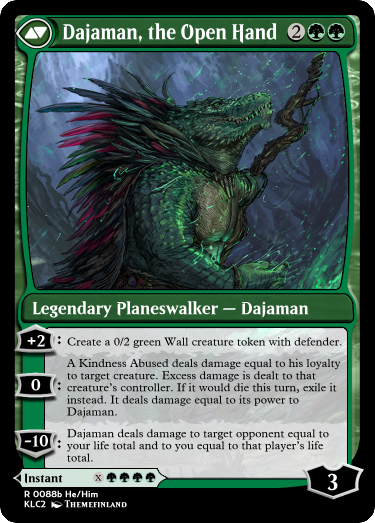 Dajaman, the Open Hand 2
Legendary Planeswalker — Dajaman
+2: Create a 0/2 green Wall creature token with defender.
0: A Kindness Abused deals damage equal to his loyalty
to target creature. Excess damage is dealt to that
creature's controller. If it would die this turn, exile it
instead. It deals damage equal to its power to
Dajaman.
-10: Dajaman deals damage to target opponent equal to
your life total and to you equal to that player's life
total.
Instant X
3
R 0088b He/Him
KLC2 THEMEFINLAND